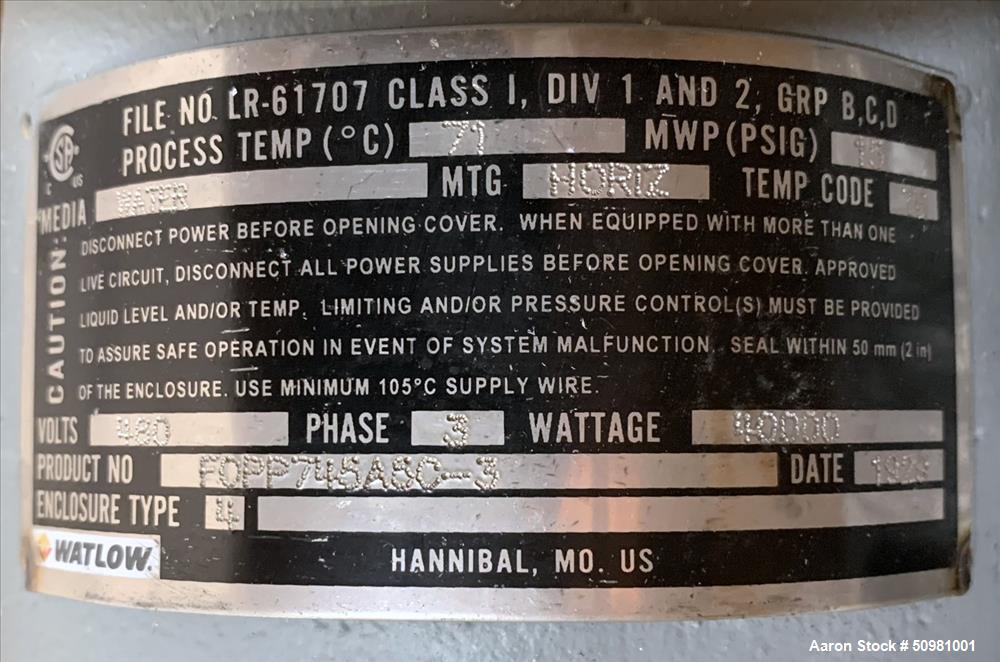 FILE NO. LR-61707 CLASS I, DIV 1 AND 2, GRP B,C,D
SA
C US
PROCESS TEMP (°C) 71 MWP (PSIG) 15
MEDIA WATER MTG HORIZ TEMP CODE
CAUTION:
DISCONNECT POWER BEFORE OPENING COVER. WHEN EQUIPPED WITH MORE THAN ONE
LIVE CIRCUIT, DISCONNECT ALL POWER SUPPLIES BEFORE OPENING COVER. APPROVED
LIQUID LEVEL AND/OR TEMP. LIMITING AND/OR PRESSURE CONTROL(S) MUST BE PROVIDED
TO ASSURE SAFE OPERATION IN EVENT OF SYSTEM MALFUNCTION. SEAL WITHIN 50 mm (2 in)
OF THE ENCLOSURE. USE MINIMUM 105°C SUPPLY WIRE.
VOLTS 480 PHASE 3 WATTAGE 40000
PRODUCT NO FOPP745A5C-3 DATE
ENCLOSURE TYPE 4
WATLOW.
HANNIBAL, MO. US
Aaron Stock # 50981001